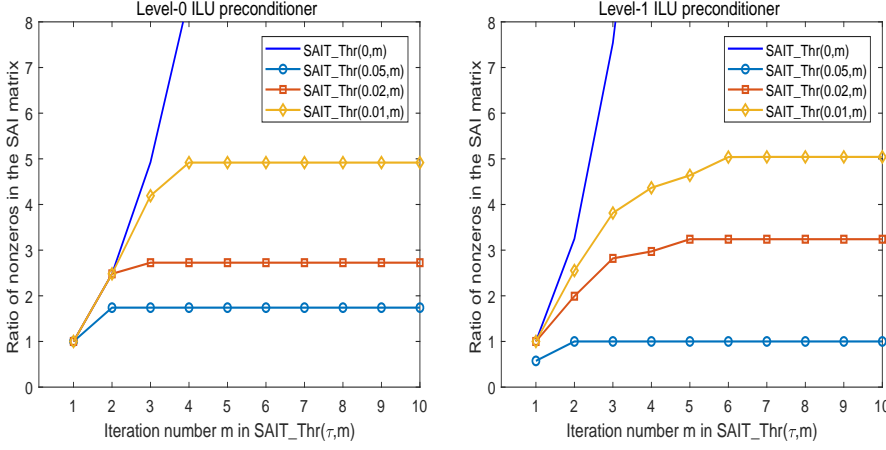 Level-0 ILU preconditioner
Ratio of nonzeros in the SAI matrix
8
7
6
5
4
3
2
1
0
SAIT_Thr(0,m)
SAIT_Thr(0.05,m)
SAIT_Thr(0.02,m)
SAIT_Thr(0.01,m)
1 2 3 4 5 6 7 8 9 10
Iteration number m in SAIT_Thr(τ,m)
Level-1 ILU preconditioner
Ratio of nonzeros in the SAI matrix
8
7
6
5
4
3
2
1
0
SAIT_Thr(0,m)
SAIT_Thr(0.05,m)
SAIT_Thr(0.02,m)
SAIT_Thr(0.01,m)
1 2 3 4 5 6 7 8 9 10
Iteration number m in SAIT_Thr(τ,m)